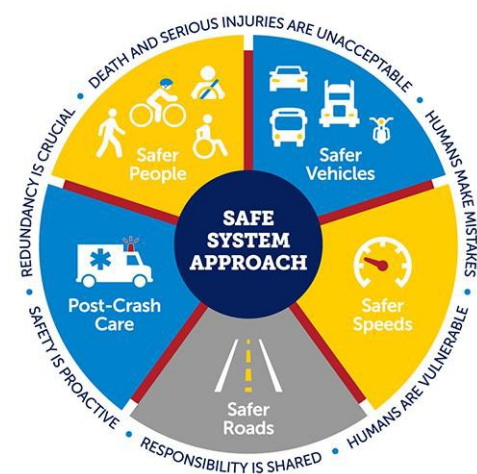 DEATH AND SERIOUS INJURIES ARE UNACCEPTABLE
HUMANS MAKE MISTAKES
HUMANS ARE VULNERABLE
RESPONSIBILITY IS SHARED
SAFETY IS PROACTIVE
REDUNDANCY IS CRUCIAL
Safer
People
Safer
Vehicles
SAFE
SYSTEM
APPROACH
Post-Crash
Care
Safer
Speeds
Safer
Roads